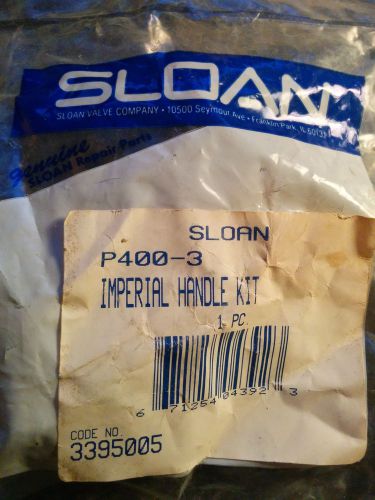 SLOAN
SLOAN VALVE COMPANY • 10500 Seymour Ave • Franklin Park, IL 60131
Genuine
SLOAN Repair Parts
SLOAN
P400-3
IMPERIAL HANDLE KIT
1 PC
6 71254 04392 3
CODE NO
3395005